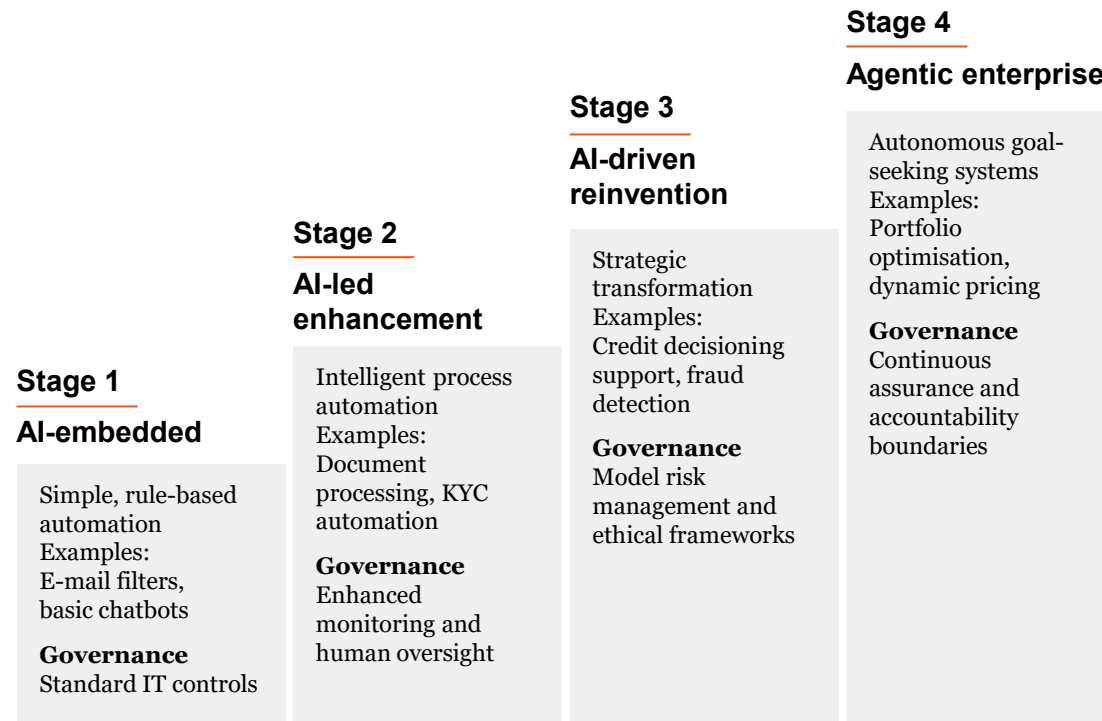 Stage 1
AI-embedded
Simple, rule-based
automation
Examples:
E-mail filters,
basic chatbots
Governance
Standard IT controls
Stage 2
AI-led
enhancement
Intelligent process
automation
Examples:
Document
processing, KYC
automation
Governance
Enhanced
monitoring and
human oversight
Stage 3
AI-driven
reinvention
Strategic
transformation
Examples:
Credit decisioning
support, fraud
detection
Governance
Model risk
management and
ethical frameworks
Stage 4
Agentic enterprise
Autonomous goal-
seeking systems
Examples:
Portfolio
optimisation,
dynamic pricing
Governance
Continuous
assurance and
accountability
boundaries